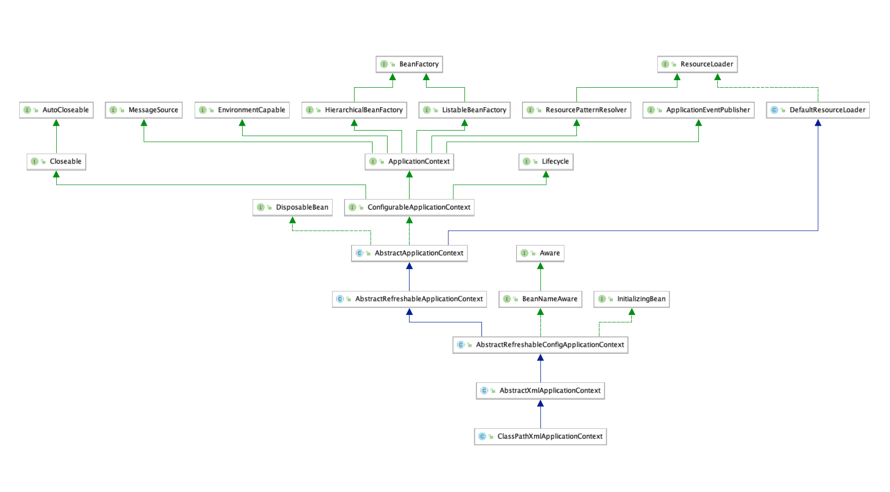 BeanFactory
ResourceLoader
AutoCloseable
MessageSource
EnvironmentCapable
HierarchicalBeanFactory
ListableBeanFactory
ResourcePatternResolver
ApplicationEventPublisher
DefaultResourceLoader
Closeable
ApplicationContext
Lifecycle
DisposableBean
ConfigurableApplicationContext
AbstractApplicationContext
Aware
AbstractRefreshableApplicationContext
BeanNameAware
InitializingBean
AbstractRefreshableConfigApplicationContext
AbstractXmlApplicationContext
ClassPathXmlApplicationContext